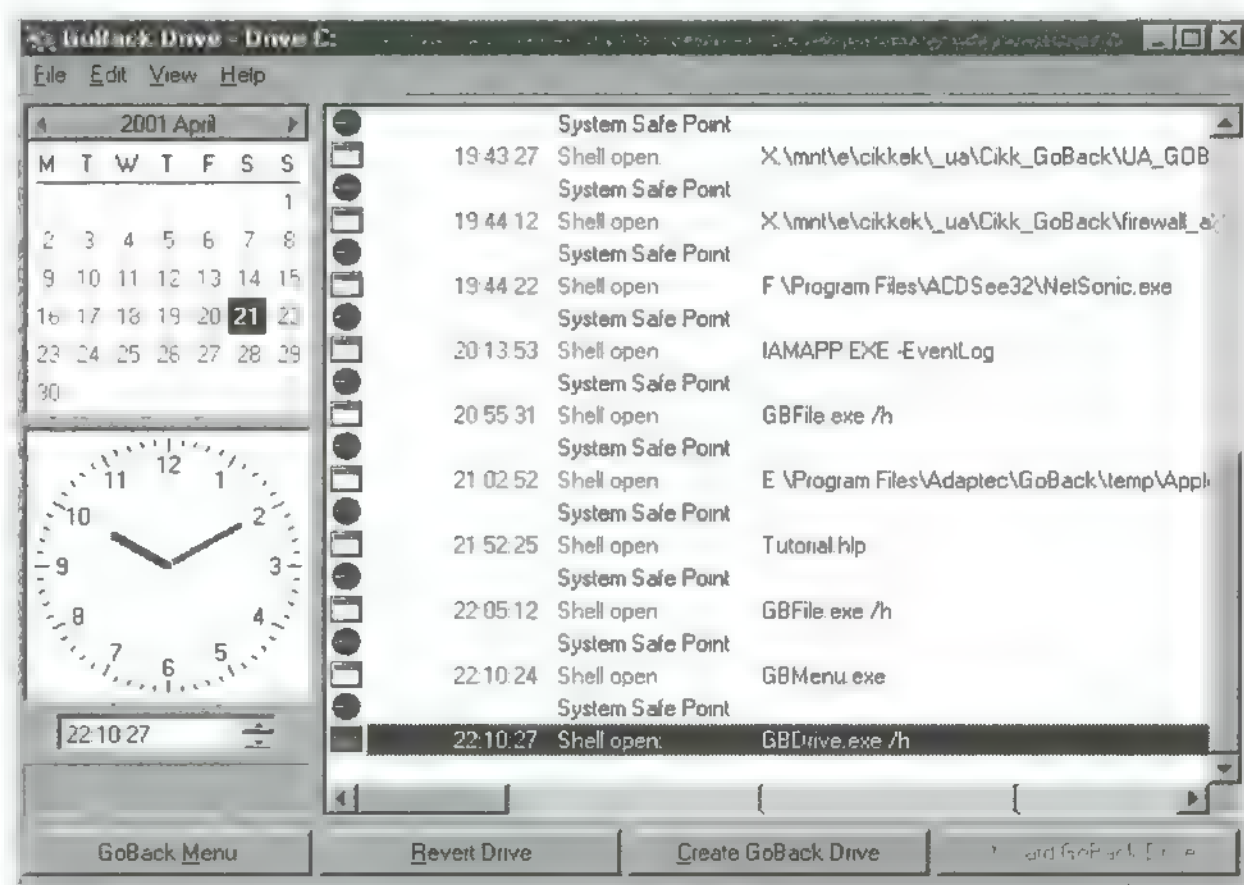 GoBack Drive - Drive C:
File Edit View Help
2001 April
M T W T F S S
1
2 3 4 5 6 7 8
9 10 11 12 13 14 15
16 17 18 19 20 21
23 24 25 26 27 28 29
30
12
11 1
10 2
9 3
8 4
7 6 5
22:10:27
System Safe Point
19:43:27 Shell open: X:\mnt\e\cikkek\_ua\Cikk_GoBack\UA_GOB
System Safe Point
19:44:12 Shell open: X:\mnt\e\cikkek\_ua\Cikk_GoBack\firewall_
System Safe Point
19:44:22 Shell open: F:\Program Files\ACDSee32\NetSonic.exe
System Safe Point
20:13:53 Shell open: IAMAPP.EXE -EventLog
System Safe Point
20:55:31 Shell open: GBFile.exe /h
System Safe Point
21:02:52 Shell open: E:\Program Files\Adaptec\GoBack\temp\Appl
System Safe Point
21:52:25 Shell open: Tutorial.hlp
System Safe Point
22:05:12 Shell open: GBFile.exe /h
System Safe Point
22:10:24 Shell open: GBMenu.exe
System Safe Point
22:10:27 Shell open: GBDrive.exe /h
GoBack Menu Revert Drive Create GoBack Drive GoBack Drive